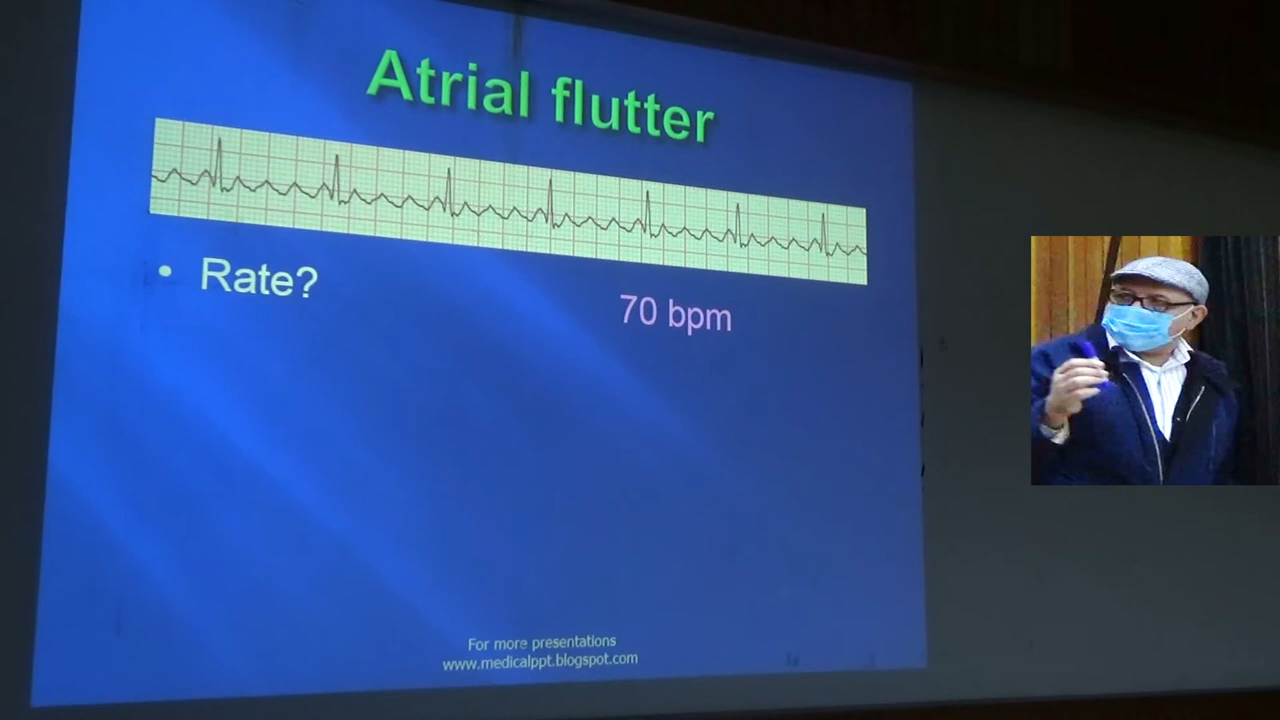 Atrial flutter
• Rate?
70 bpm
For more presentations
www.medicalppt.blogspot.com